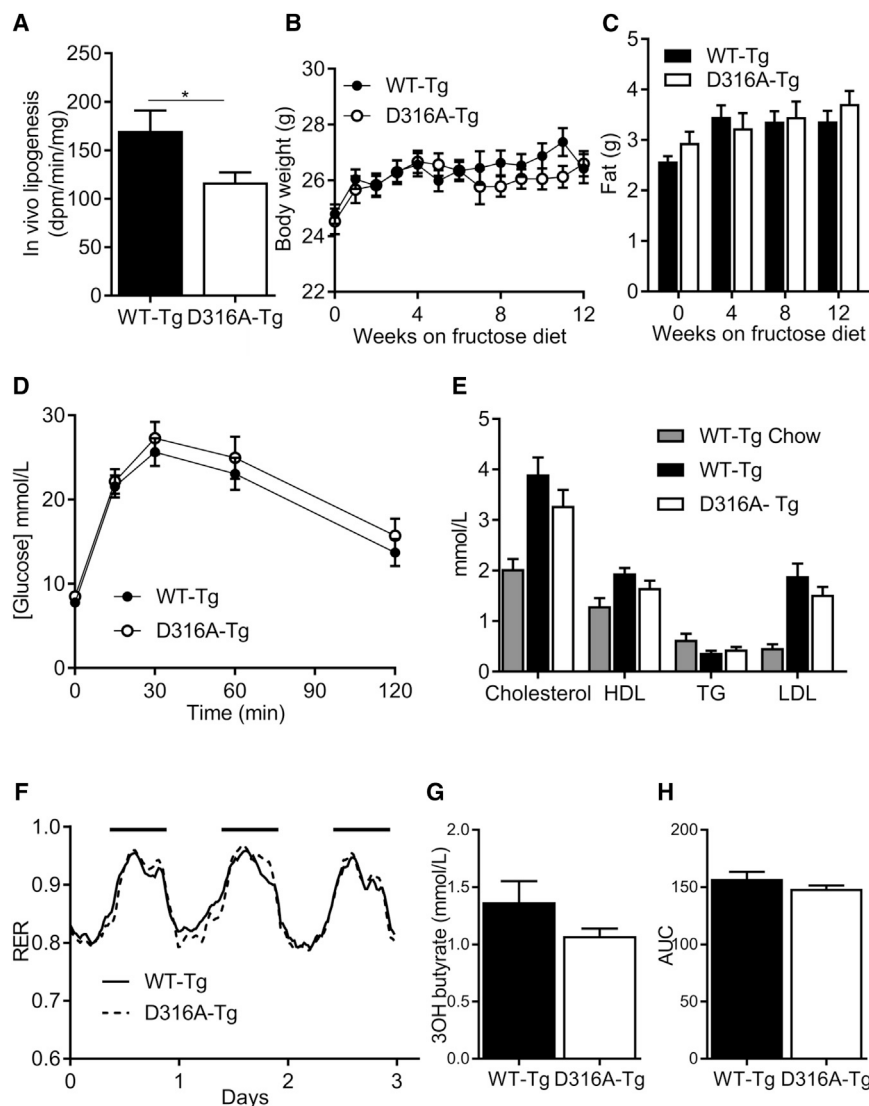 A
In vivo lipogenesis
(dpm/min/mg)
250
200
150
100
50
0
*
WT-Tg D316A-Tg
B
Body weight (g)
30
28
26
24
22
WT-Tg
D316A-Tg
0 4 8 12
Weeks on fructose diet
C
Fat (g)
5
4
3
2
1
0
WT-Tg
D316A-Tg
0 4 8 12
Weeks on fructose diet
D
[Glucose] mmol/L
30
20
10
0
WT-Tg
D316A-Tg
0 30 60 90 120
Time (min)
E
mmol/L
5
4
3
2
1
0
WT-Tg Chow
WT-Tg
D316A- Tg
Cholesterol HDL TG LDL
F
RER
1.0
0.9
0.8
0.7
0.6
WT-Tg
D316A-Tg
0 1 2 3
Days
G
3OH butyrate (mmol/L)
2.0
1.5
1.0
0.5
0.0
WT-Tg D316A-Tg
H
AUC
200
150
100
50
0
WT-Tg D316A-Tg